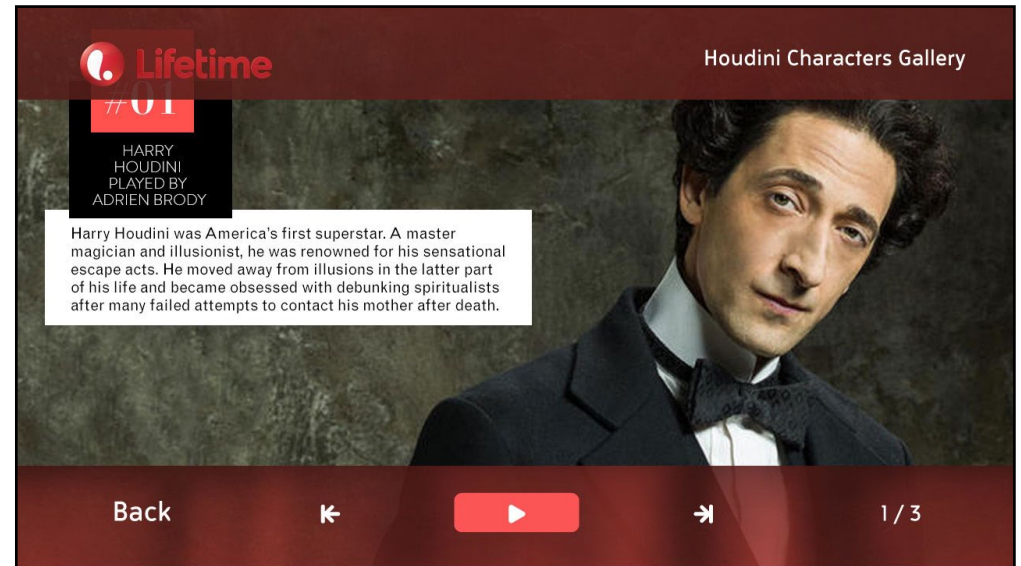 Lifetime
Houdini Characters Gallery
#01
HARRY
HOUDINI
PLAYED BY
ADRIEN BRODY
Harry Houdini was America's first superstar. A master
magician and illusionist, he was renowned for his sensational
escape acts. He moved away from illusions in the latter part
of his life and became obsessed with debunking spiritualists
after many failed attempts to contact his mother after death.
Back
1 / 3